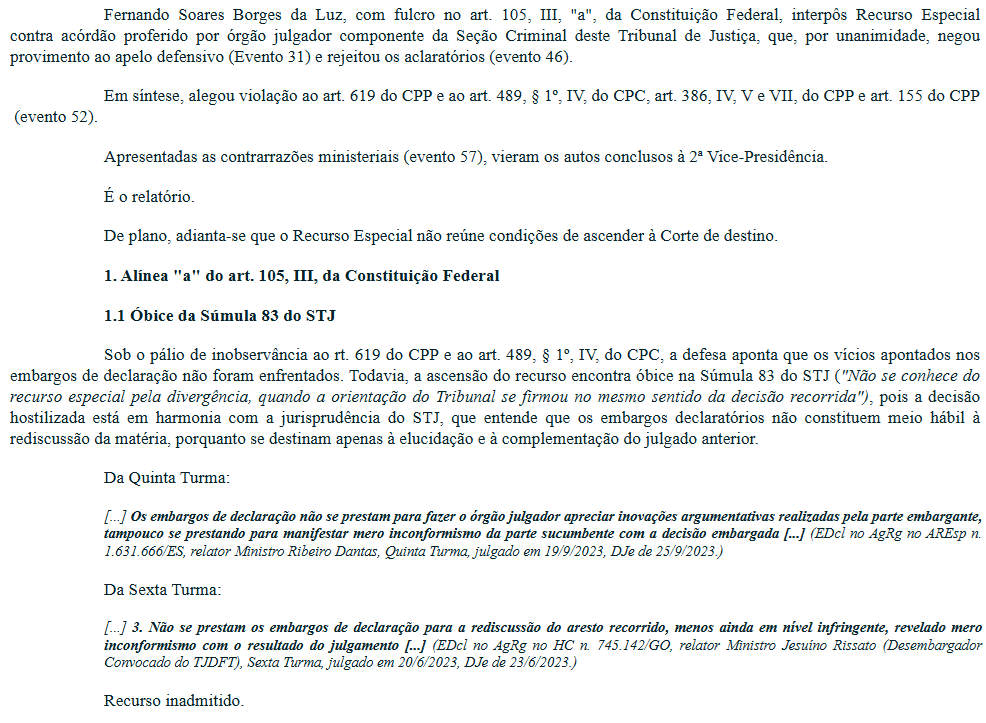 Fernando Soares Borges da Luz, com fulcro no art. 105, III, "a", da Constituição Federal, interpôs Recurso Especial
contra acórdão proferido por órgão julgador componente da Seção Criminal deste Tribunal de Justiça, que, por unanimidade, negou
provimento ao apelo defensivo (Evento 31) e rejeitou os aclaratórios (evento 46).
Em síntese, alegou violação ao art. 619 do CPP e ao art. 489, § 1º, IV, do CPC, art. 386, IV, V e VII, do CPP e art. 155 do CPP
(evento 52).
Apresentadas as contrarrazões ministeriais (evento 57), vieram os autos conclusos à 2ª Vice-Presidência.
É o relatório.
De plano, adianta-se que o Recurso Especial não reúne condições de ascender à Corte de destino.
1. Alínea "a" do art. 105, III, da Constituição Federal
1.1 Óbice da Súmula 83 do STJ
Sob o pálio de inobservância ao rt. 619 do CPP e ao art. 489, § 1º, IV, do CPC, a defesa aponta que os vícios apontados nos
embargos de declaração não foram enfrentados. Todavia, a ascensão do recurso encontra óbice na Súmula 83 do STJ ("Não se conhece do
recurso especial pela divergência, quando a orientação do Tribunal se firmou no mesmo sentido da decisão recorrida"), pois a decisão
hostilizada está em harmonia com a jurisprudência do STJ, que entende que os embargos declaratórios não constituem meio hábil à
rediscussão da matéria, porquanto se destinam apenas à elucidação e à complementação do julgado anterior.
Da Quinta Turma:
[...] Os embargos de declaração não se prestam para fazer o órgão julgador apreciar inovações argumentativas realizadas pela parte embargante,
tampouco se prestando para manifestar mero inconformismo da parte sucumbente com a decisão embargada [...] (EDcl no AgRg no AREsp n.
1.631.666/ES, relator Ministro Ribeiro Dantas, Quinta Turma, julgado em 19/9/2023, DJe de 25/9/2023.)
Da Sexta Turma:
[...] 3. Não se prestam os embargos de declaração para a rediscussão do aresto recorrido, menos ainda em nível infringente, revelado mero
inconformismo com o resultado do julgamento [...] (EDcl no AgRg no HC n. 745.142/GO, relator Ministro Jesuíno Rissato (Desembargador
Convocado do TJDFT), Sexta Turma, julgado em 20/6/2023, DJe de 23/6/2023.)
Recurso inadmitido.